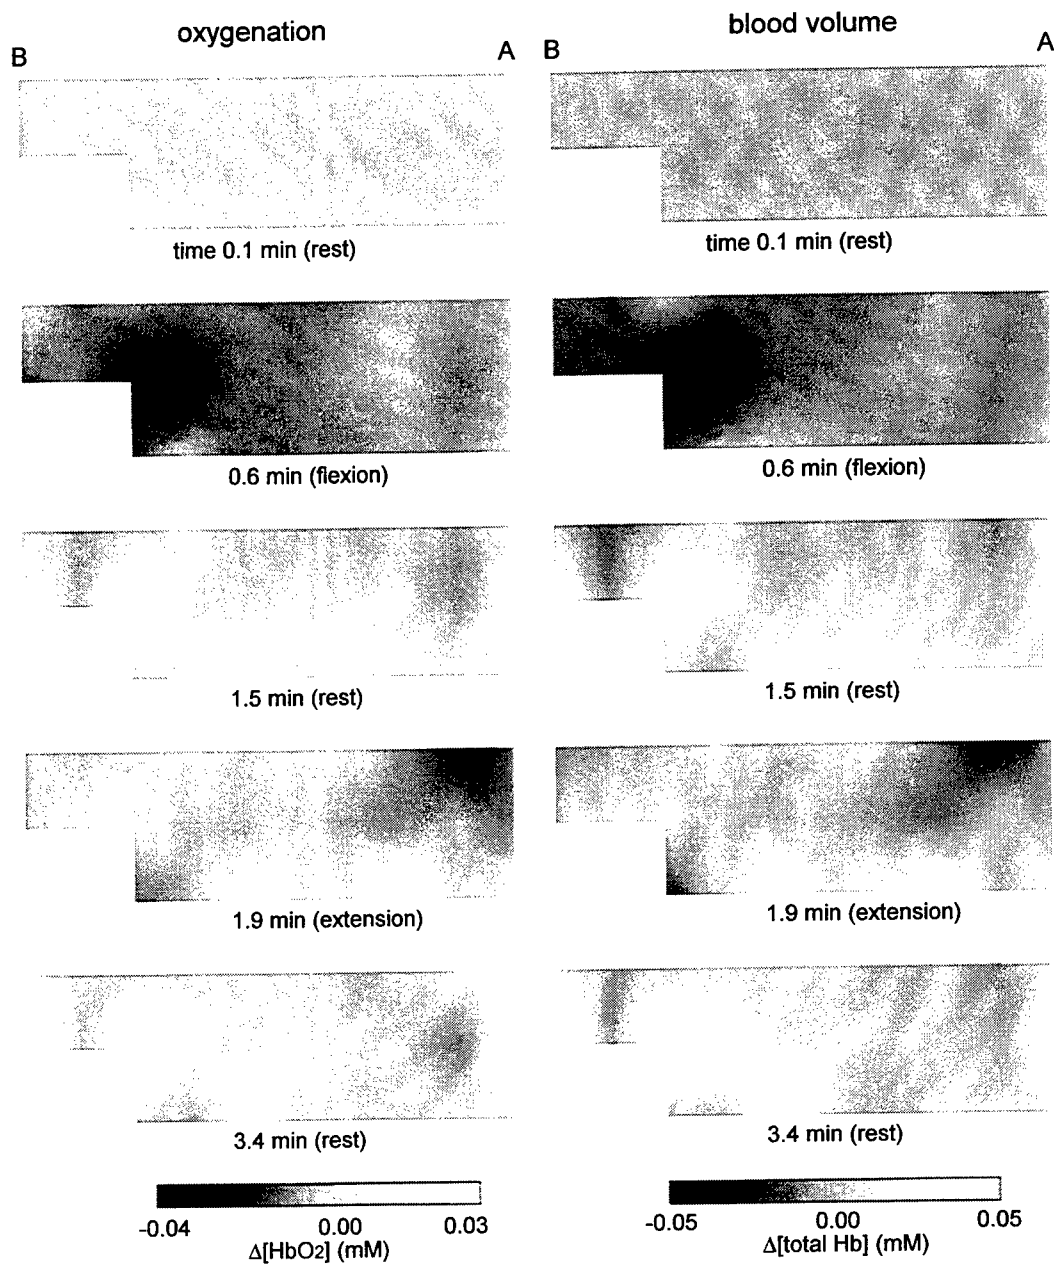 oxygenation
blood volume
B
A
B
A
time 0.1 min (rest)
time 0.1 min (rest)
0.6 min (flexion)
0.6 min (flexion)
1.5 min (rest)
1.5 min (rest)
1.9 min (extension)
1.9 min (extension)
3.4 min (rest)
3.4 min (rest)
-0.04 0.00 0.03
Δ[HbO2] (mM)
-0.05 0.00 0.05
Δ[total Hb] (mM)